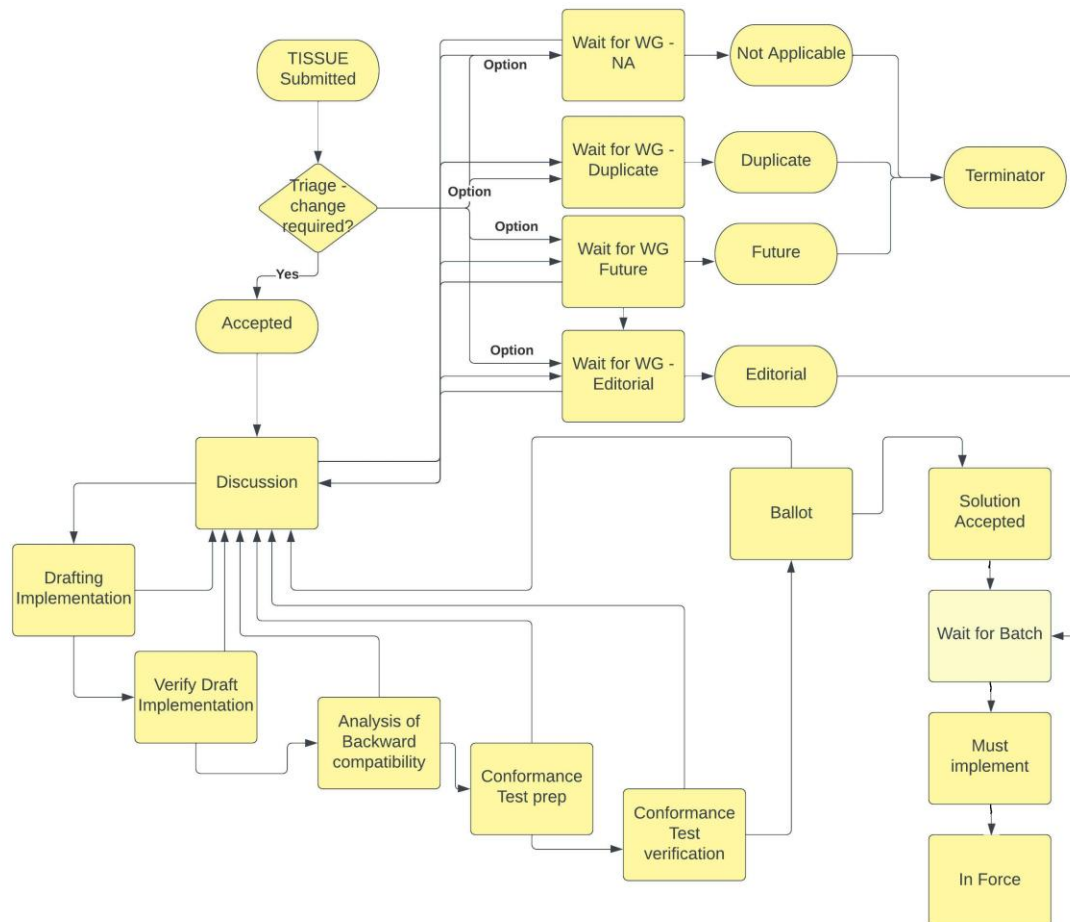 TISSUE
Submitted
Triage -
change
required?
Yes
Accepted
Option
Wait for WG -
NA
Not Applicable
Option
Wait for WG -
Duplicate
Duplicate
Terminator
Option
Wait for WG
Future
Future
Option
Wait for WG -
Editorial
Editorial
Discussion
Drafting
Implementation
Verify Draft
Implementation
Analysis of
Backward
compatibility
Conformance
Test prep
Conformance
Test
verification
Ballot
Solution
Accepted
Wait for Batch
Must
implement
In Force